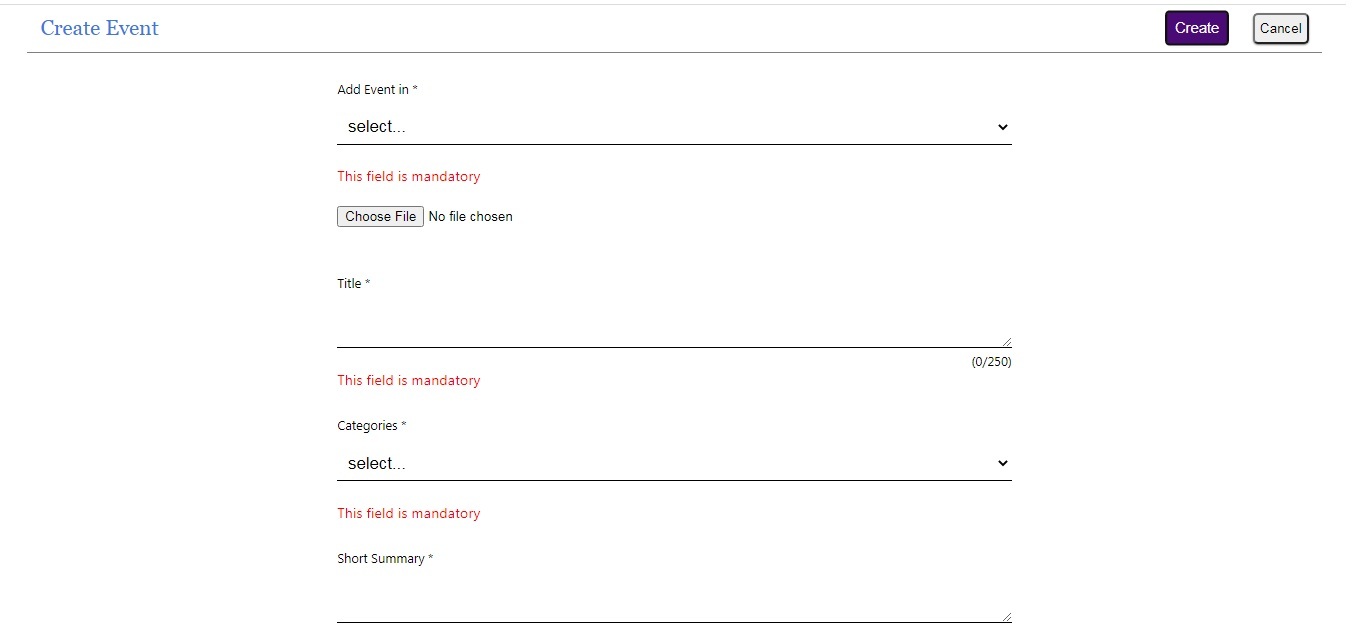 Create Event
Create
Cancel
Add Event in *
select...
This field is mandatory
Choose File No file chosen
Title *
(0/250)
This field is mandatory
Categories *
select...
This field is mandatory
Short Summary *